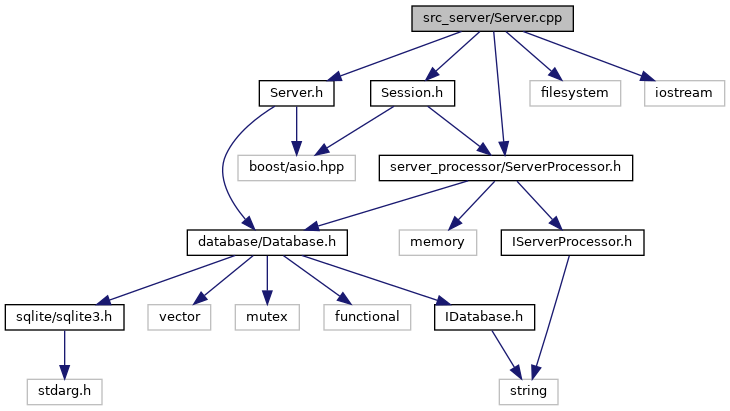 src_server/Server.cpp
Server.h
Session.h
filesystem
iostream
boost/asio.hpp
server_processor/ServerProcessor.h
database/Database.h
memory
IServerProcessor.h
sqlite/sqlite3.h
vector
mutex
functional
IDatabase.h
stdarg.h
string